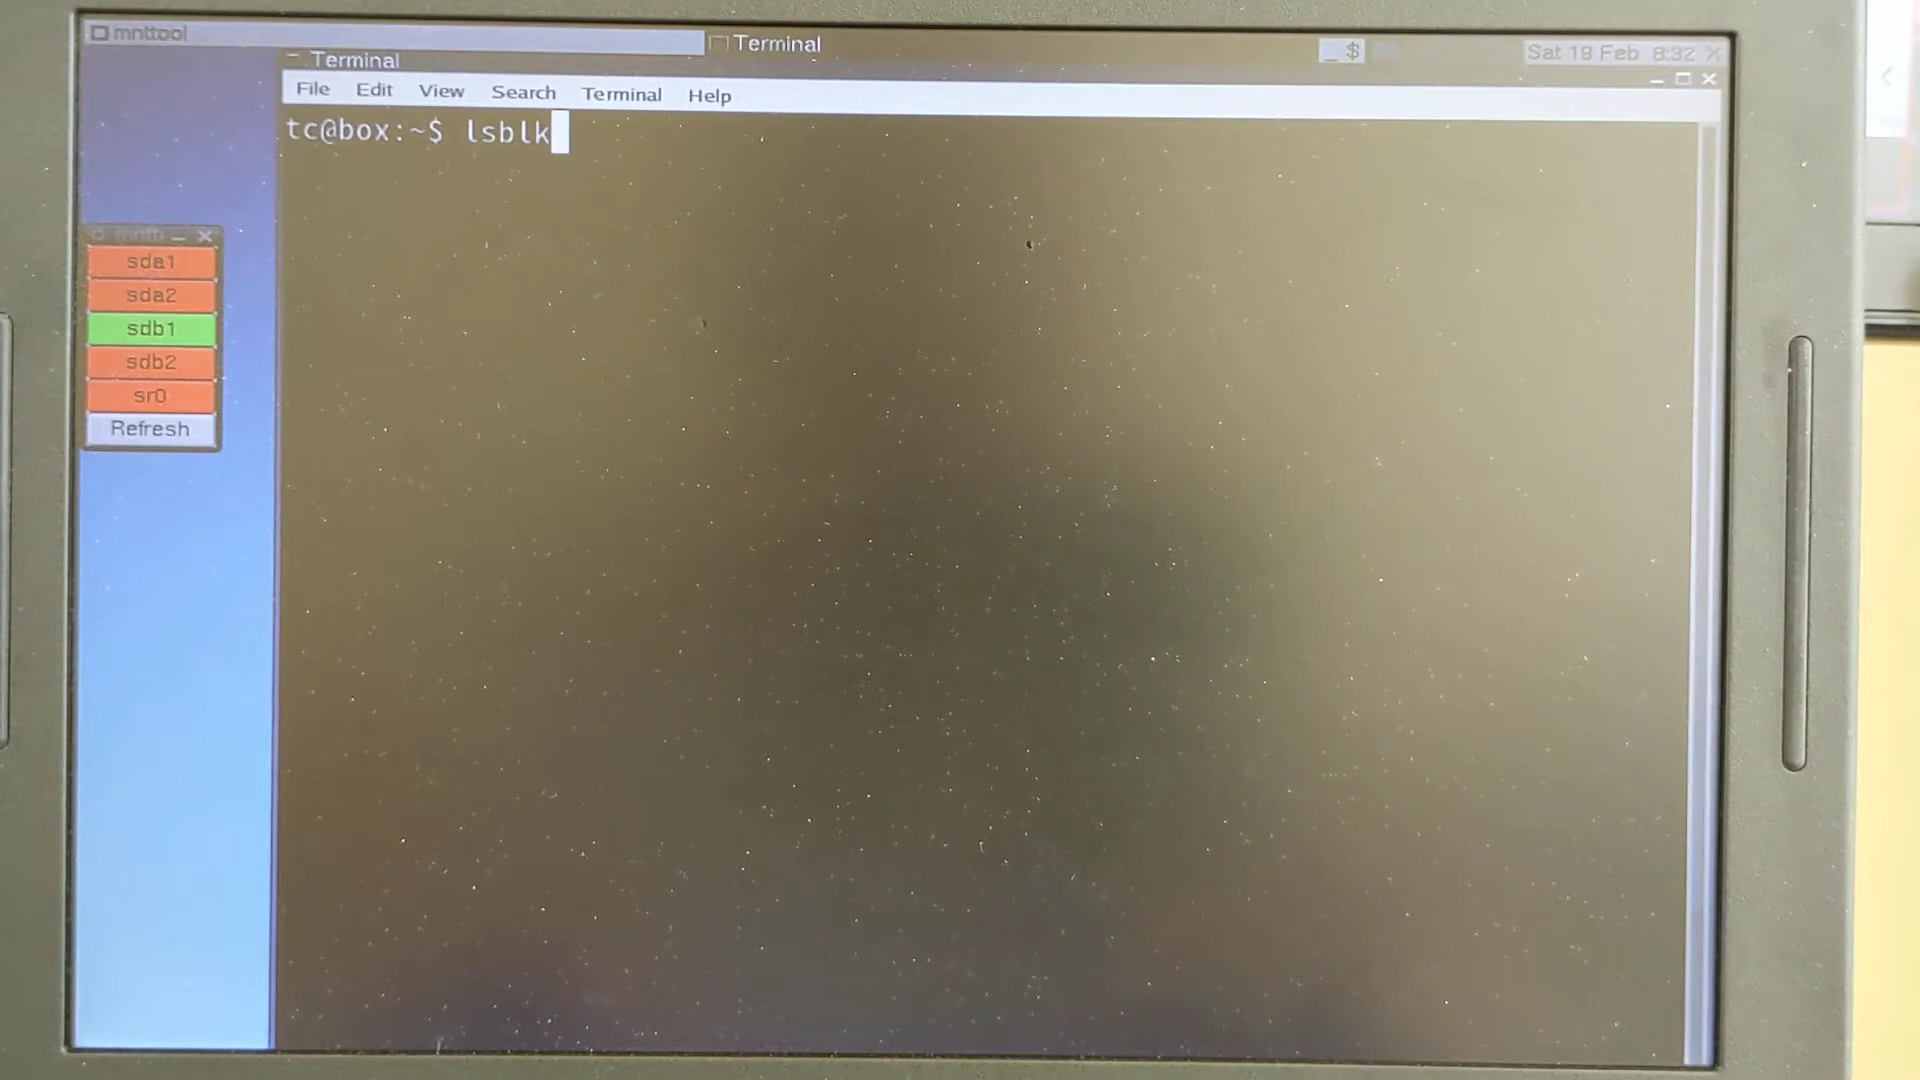 mnttool
Terminal
_ $
Sat 19 Feb 8:32
Terminal
File Edit View Search Terminal Help
tc@box:~$ lsblk
sda1
sda2
sdb1
sdb2
sr0
Refresh